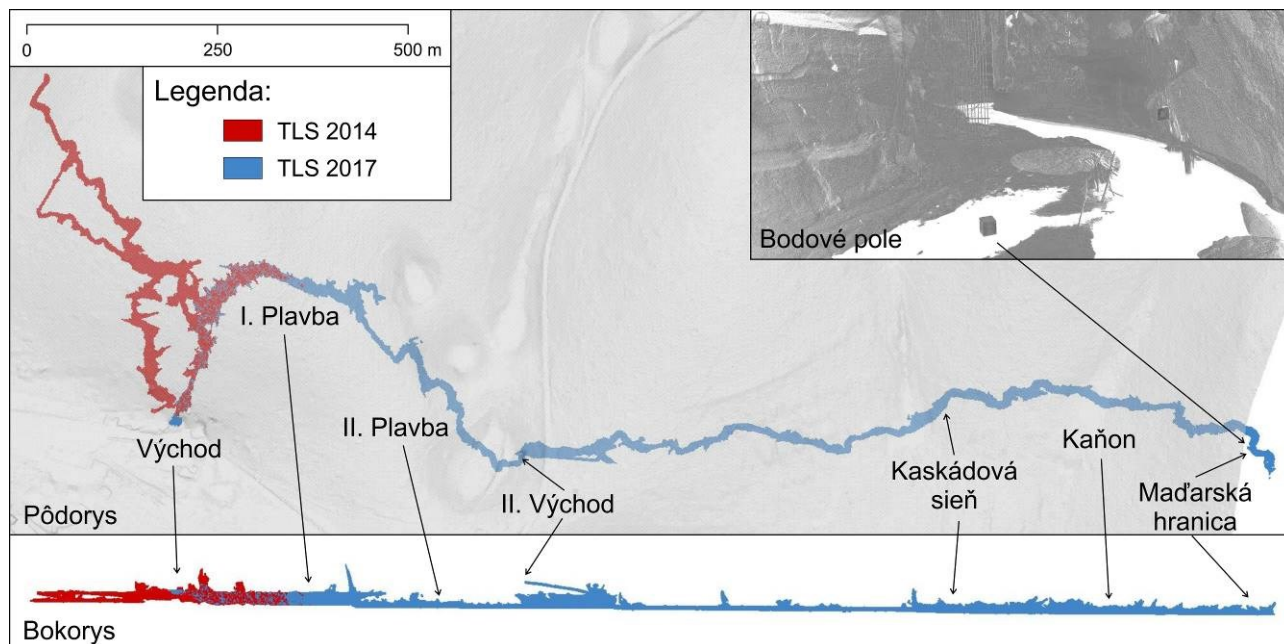 0
250
500 m
Legenda:
TLS 2014
TLS 2017
Bodové pole
I. Plavba
II. Plavba
Východ
II. Východ
Kaskádová
sieň
Kaňon
Maďarská
hranica
Pôdorys
Bokorys